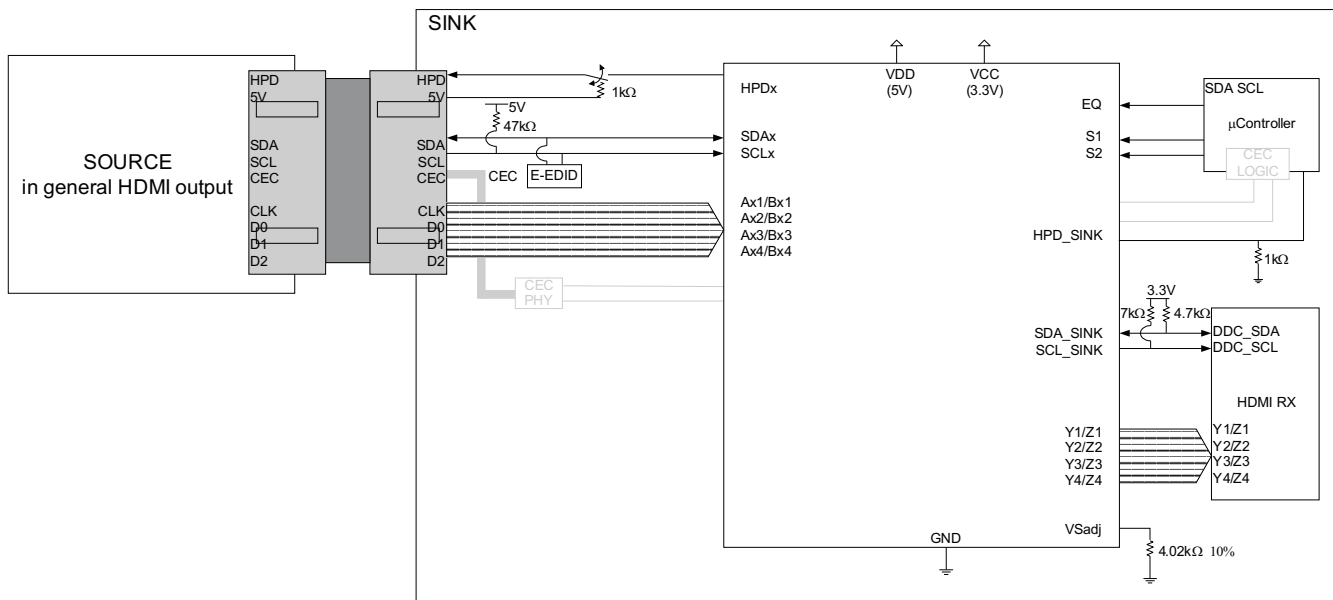 SINK
SOURCE
in general HDMI output
HPD
5V
SDA
SCL
CEC
CLK
D0
D1
D2
HPD
5V
SDA
SCL
CEC
CLK
D0
D1
D2
1kΩ
5V
47kΩ
CEC
E-EDID
CEC
PHY
VDD
(5V)
VCC
(3.3V)
HPDx
SDAx
SCLx
Ax1/Bx1
Ax2/Bx2
Ax3/Bx3
Ax4/Bx4
EQ
S1
S2
HPD_SINK
SDA_SINK
SCL_SINK
Y1/Z1
Y2/Z2
Y3/Z3
Y4/Z4
VSadj
GND
SDA SCL
μController
CEC
LOGIC
1kΩ
3.3V
7kΩ 4.7kΩ
DDC_SDA
DDC_SCL
HDMI RX
Y1/Z1
Y2/Z2
Y3/Z3
Y4/Z4
4.02kΩ 10%